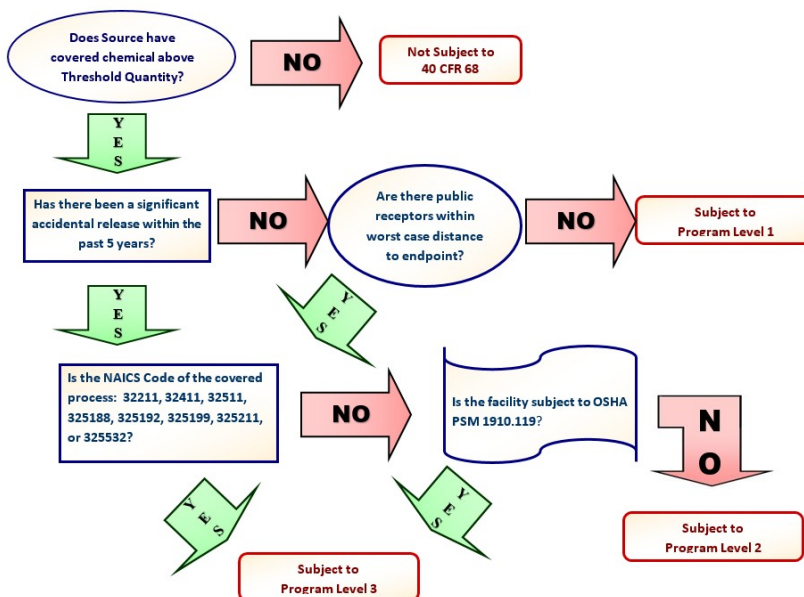 Does Source have
covered chemical above
Threshold Quantity?
NO
Not Subject to
40 CFR 68
YES
Has there been a significant
accidental release within the
past 5 years?
NO
Are there public
receptors within
worst case distance
to endpoint?
NO
Subject to
Program Level 1
YES
YES
Is the NAICS Code of the covered
process: 32211, 32411, 32511,
325188, 325192, 325199, 325211,
or 325532?
NO
Is the facility subject to OSHA
PSM 1910.119?
NO
YES
YES
Subject to
Program Level 2
Subject to
Program Level 3